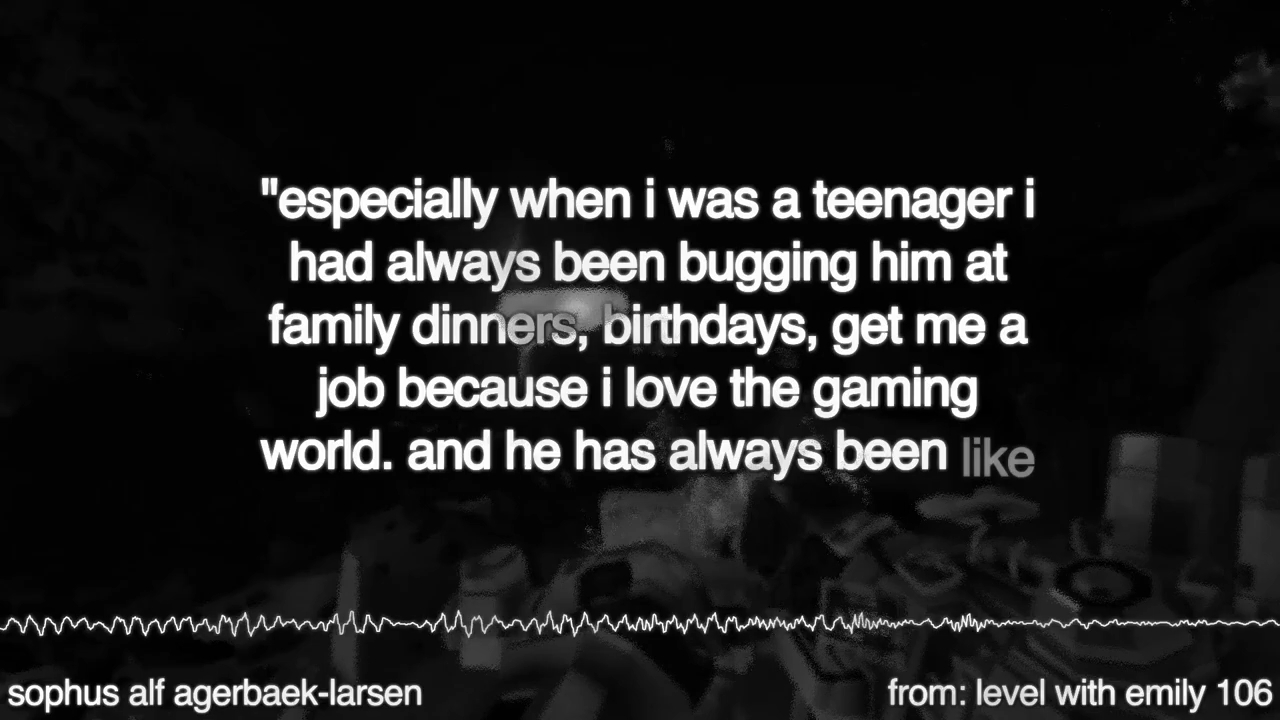 "especially when i was a teenager i
had always been bugging him at
family dinners, birthdays, get me a
job because i love the gaming
world. and he has always been like
sophus alf agerbaek-larsen
from: level with emily 106